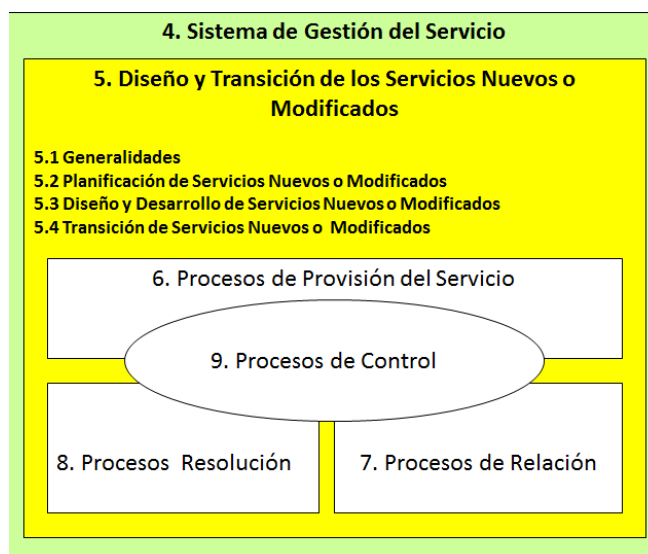 4. Sistema de Gestión del Servicio
5. Diseño y Transición de los Servicios Nuevos o
Modificados
5.1 Generalidades
5.2 Planificación de Servicios Nuevos o Modificados
5.3 Diseño y Desarrollo de Servicios Nuevos o Modificados
5.4 Transición de Servicios Nuevos o Modificados
6. Procesos de Provisión del Servicio
9. Procesos de Control
8. Procesos Resolución
7. Procesos de Relación